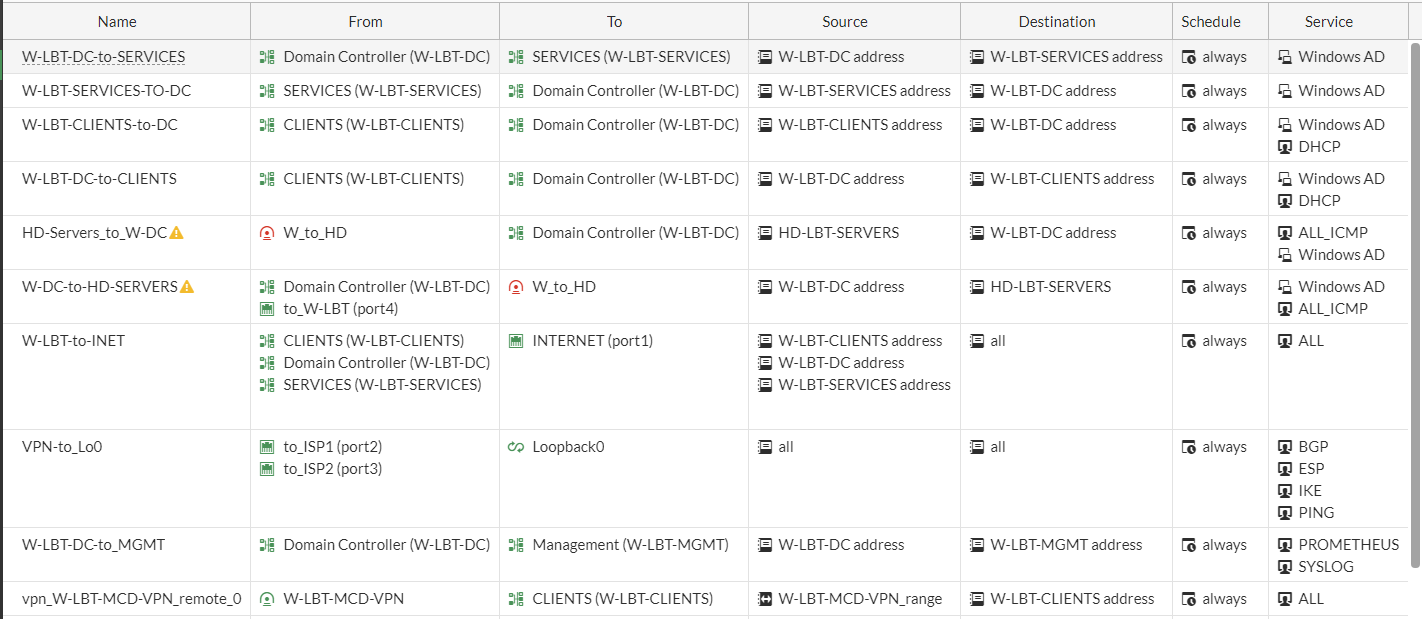 Name From To Source Destination Schedule Service
W-LBT-DC-to-SERVICES Domain Controller (W-LBT-DC) SERVICES (W-LBT-SERVICES) W-LBT-DC address W-LBT-SERVICES address always Windows AD
W-LBT-SERVICES-TO-DC SERVICES (W-LBT-SERVICES) Domain Controller (W-LBT-DC) W-LBT-SERVICES address W-LBT-DC address always Windows AD
W-LBT-CLIENTS-to-DC CLIENTS (W-LBT-CLIENTS) Domain Controller (W-LBT-DC) W-LBT-CLIENTS address W-LBT-DC address always Windows AD
DHCP
W-LBT-DC-to-CLIENTS CLIENTS (W-LBT-CLIENTS) Domain Controller (W-LBT-DC) W-LBT-DC address W-LBT-CLIENTS address always Windows AD
DHCP
HD-Servers_to_W-DC W_to_HD Domain Controller (W-LBT-DC) HD-LBT-SERVERS W-LBT-DC address always ALL_ICMP
Windows AD
W-DC-to-HD-SERVERS Domain Controller (W-LBT-DC) W_to_HD W-LBT-DC address HD-LBT-SERVERS always Windows AD
to_W-LBT (port4) ALL_ICMP
W-LBT-to-INET CLIENTS (W-LBT-CLIENTS) INTERNET (port1) W-LBT-CLIENTS address all always ALL
Domain Controller (W-LBT-DC) W-LBT-DC address
SERVICES (W-LBT-SERVICES) W-LBT-SERVICES address
VPN-to_Lo0 to_ISP1 (port2) Loopback0 all all always BGP
to_ISP2 (port3) ESP
IKE
PING
W-LBT-DC-to_MGMT Domain Controller (W-LBT-DC) Management (W-LBT-MGMT) W-LBT-DC address W-LBT-MGMT address always PROMETHEUS
SYSLOG
vpn_W-LBT-MCD-VPN_remote_0 W-LBT-MCD-VPN CLIENTS (W-LBT-CLIENTS) W-LBT-MCD-VPN_range W-LBT-CLIENTS address always ALL